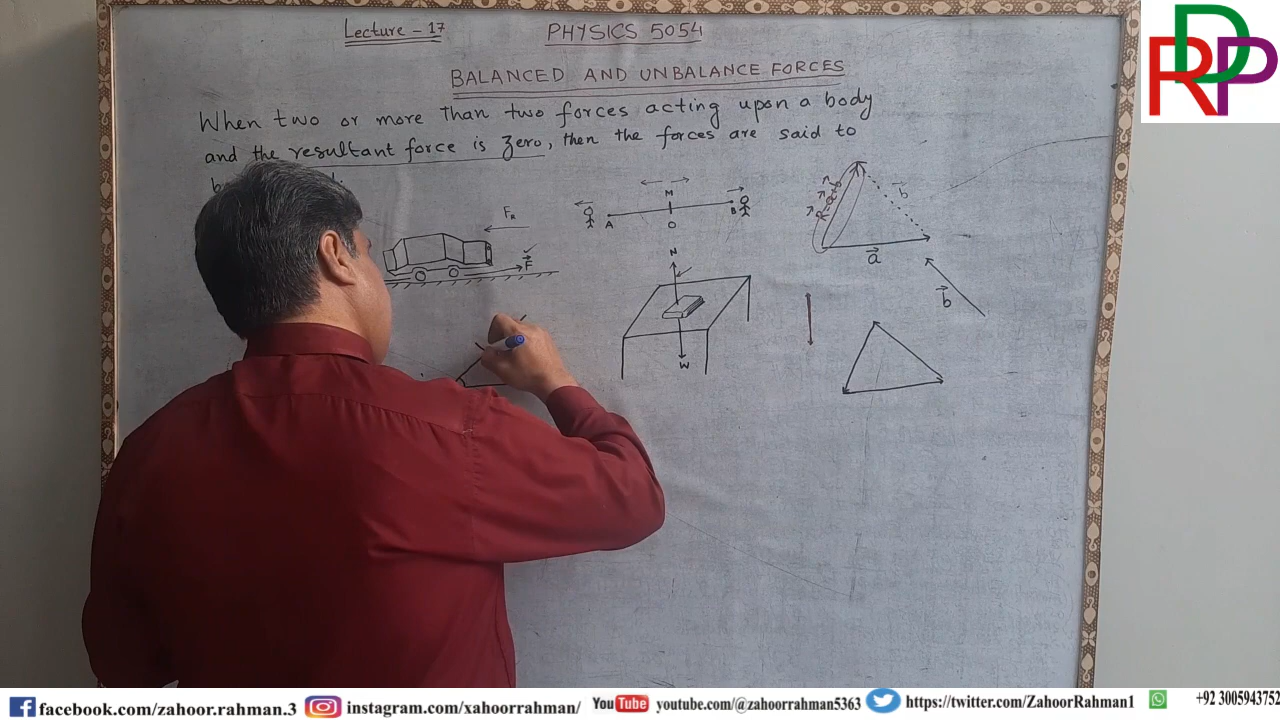 Lecture - 17
PHYSICS 5054
BALANCED AND UNBALANCE FORCES
When two or more than two forces acting upon a body
and the resultant force is zero, then the forces are said to
b
F
F
M
A
O
B
N
W
R = a + b
b
a
b
RDP
facebook.com/zahoor.rahman.3
instagram.com/xahoorrahman/
YouTube youtube.com/@zahoorrahman5363
https://twitter.com/ZahoorRahman1
+92 3005943752